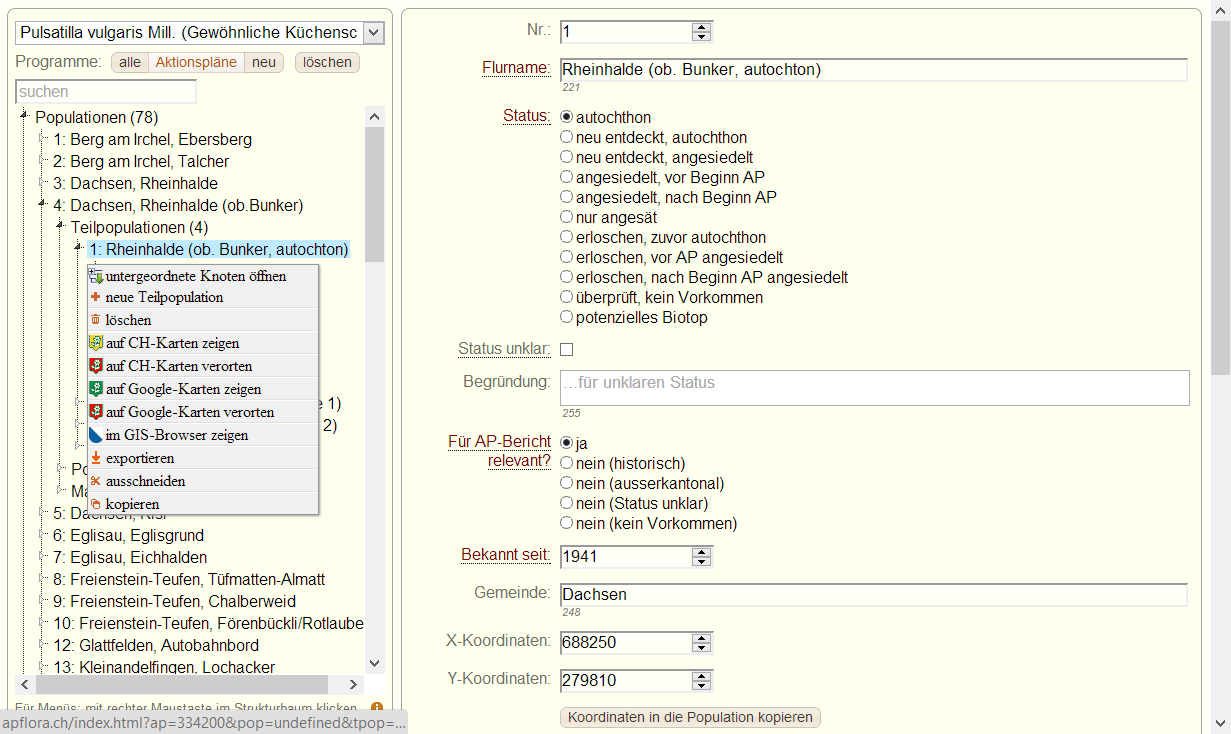 Pulsatilla vulgaris Mill. (Gewöhnliche Küchensc
Programme: alle Aktionspläne neu löschen
suchen
Populationen (78)
1: Berg am Irchel, Ebersberg
2: Berg am Irchel, Talcher
3: Dachsen, Rheinhalde
4: Dachsen, Rheinhalde (ob.Bunker)
Teilpopulationen (4)
1: Rheinhalde (ob. Bunker, autochton)
untergeordnete Knoten öffnen
neue Teilpopulation
löschen
auf CH-Karten zeigen
auf CH-Karten verorten
auf Google-Karten zeigen
auf Google-Karten verorten
im GIS-Browser zeigen
exportieren
ausschneiden
kopieren
1)
2)
5: Dachsen, Risi
6: Eglisau, Eglisgrund
7: Eglisau, Eichhalden
8: Freienstein-Teufen, Tüfmatten-Almatt
9: Freienstein-Teufen, Chalberweid
10: Freienstein-Teufen, Förenbückli/Rotlaube
12: Glattfelden, Autobahnbord
13: Kleinandelfingen, Lochacker
Für Menüs: mit rechter Maustaste im Strukturbaum klicken
apflora.ch/index.html?ap=334200&pop=undefined&tpop=...
Nr.: 1
Flurname: Rheinhalde (ob. Bunker, autochton)
221
Status: autochthon
neu entdeckt, autochthon
neu entdeckt, angesiedelt
angesiedelt, vor Beginn AP
angesiedelt, nach Beginn AP
nur angesät
erloschen, zuvor autochthon
erloschen, vor AP angesiedelt
erloschen, nach Beginn AP angesiedelt
überprüft, kein Vorkommen
potenzielles Biotop
Status unklar:
Begründung: ...für unklaren Status
255
Für AP-Bericht relevant? ja
nein (historisch)
nein (ausserkantonal)
nein (Status unklar)
nein (kein Vorkommen)
Bekannt seit: 1941
Gemeinde: Dachsen
248
X-Koordinaten: 688250
Y-Koordinaten: 279810
Koordinaten in die Population kopieren